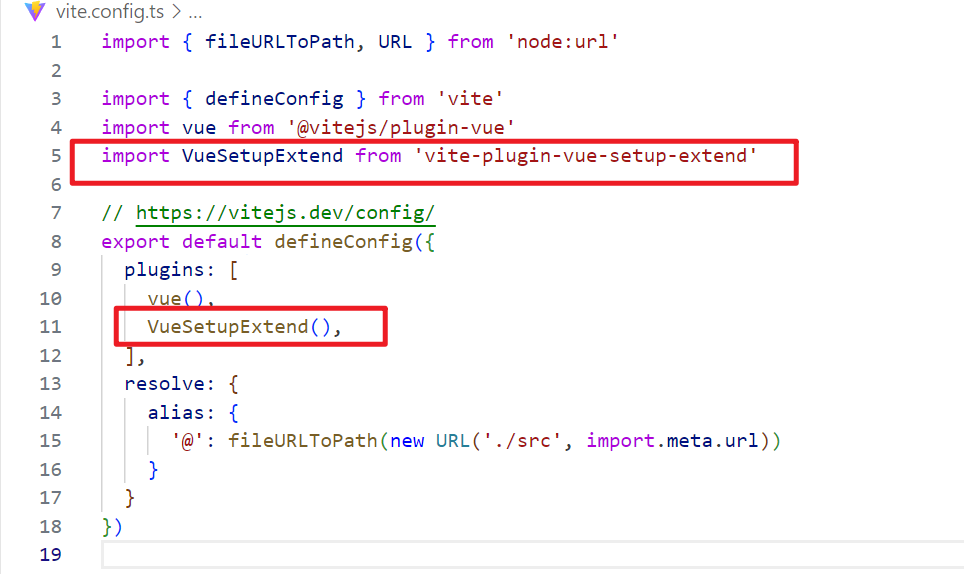 vite.config.ts > ...
1 import { fileURLToPath, URL } from 'node:url'
2
3 import { defineConfig } from 'vite'
4 import vue from '@vitejs/plugin-vue'
5 import VueSetupExtend from 'vite-plugin-vue-setup-extend'
6
7 // https://vitejs.dev/config/
8 export default defineConfig({
9   plugins: [
10     vue(),
11     VueSetupExtend(),
12   ],
13   resolve: {
14     alias: {
15       '@': fileURLToPath(new URL('./src', import.meta.url))
16     }
17   }
18 })
19